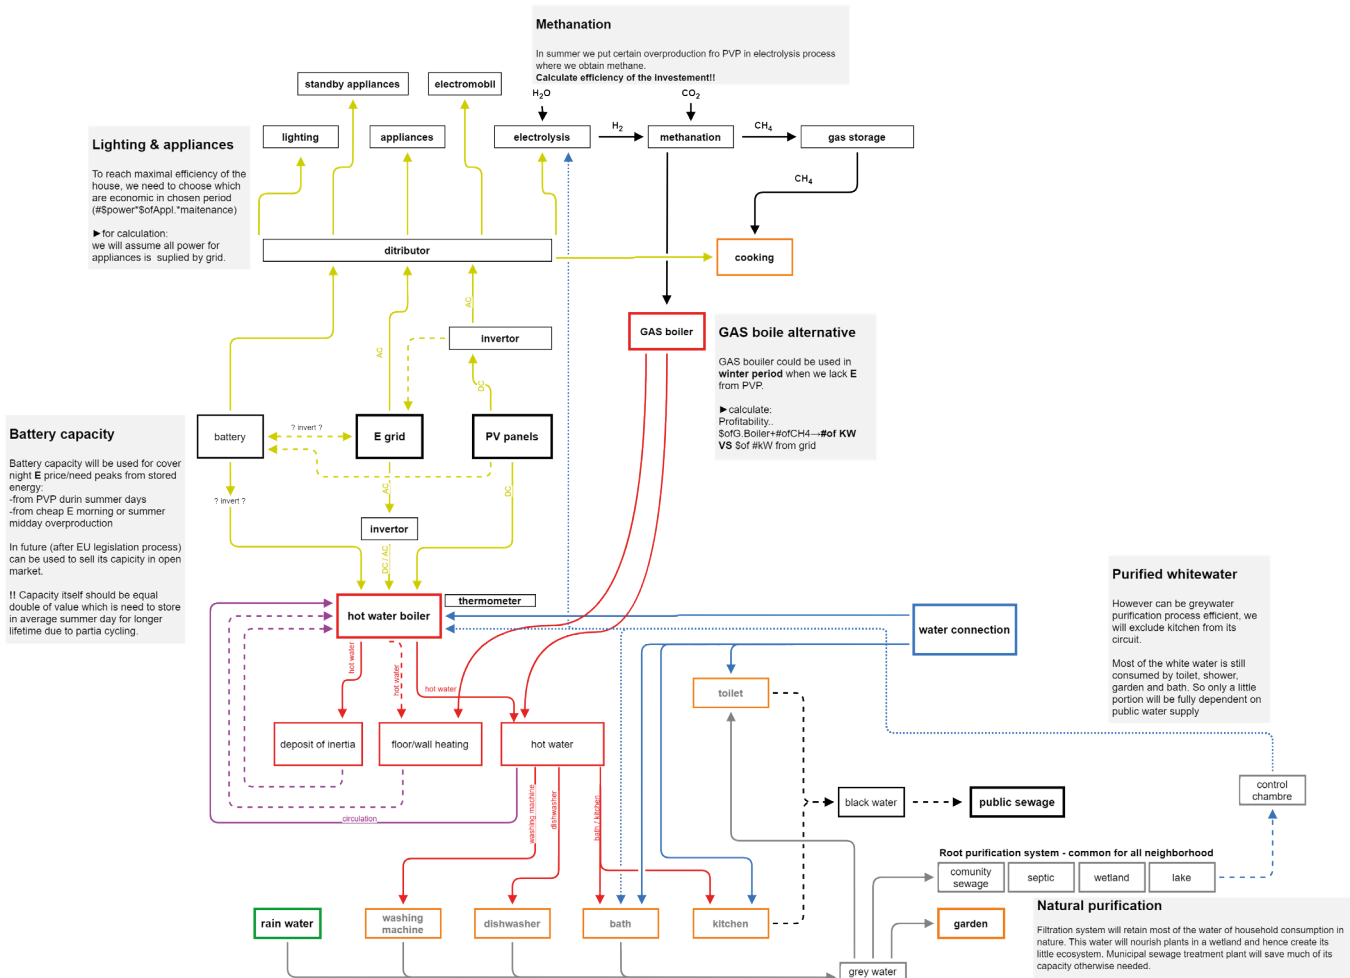 Methanation
In summer we put certain overproduction fro PVP in electrolysis process
where we obtain methane.
Calculate efficiency of the investement!!
standby appliances
electromobil
H2O
CO2
lighting
appliances
electrolysis
H2
methanation
CH4
gas storage
CH4
Lighting & appliances
To reach maximal efficiency of the
house, we need to choose which
are economic in chosen period
(#$power*$ofAppl.*maitenance)
►for calculation:
we will assume all power for
appliances is suplied by grid.
ditributor
cooking
AC
invertor
GAS boiler
AC
DC
GAS boile alternative
GAS bouiler could be used in
winter period when we lack E
from PVP.
►calculate:
Profitability..
$ofG.Boiler+#ofCH4→#of KW
VS $of #kW from grid
battery
? invert ?
E grid
PV panels
? invert ?
AC
DC
invertor
DC / AC
Battery capacity
Battery capacity will be used for cover
night E price/need peaks from stored
energy:
-from PVP durin summer days
-from cheap E morning or summer
midday overproduction
In future (after EU legislation process)
can be used to sell its capicity in open
market.
!! Capacity itself should be equal
double of value which is need to store
in average summer day for longer
lifetime due to partia cycling.
thermometer
hot water boiler
water connection
Purified whitewater
However can be greywater
purification process efficient, we
will exclude kitchen from its
circuit.
Most of the white water is still
consumed by toilet, shower,
garden and bath. So only a little
portion will be fully dependent on
public water supply
hot water
hot water
hot water
toilet
deposit of inertia
floor/wall heating
hot water
circulation
washing machine
dishwasher
bath / kitchen
black water
public sewage
control
chambre
Root purification system - common for all neighborhood
comunity
sewage
septic
wetland
lake
rain water
washing
machine
dishwasher
bath
kitchen
garden
Natural purification
Filtration system will retain most of the water of household consumption in
nature. This water will nourish plants in a wetland and hence create its
little ecosystem. Municipal sewage treatment plant will save much of its
capacity otherwise needed.
grey water